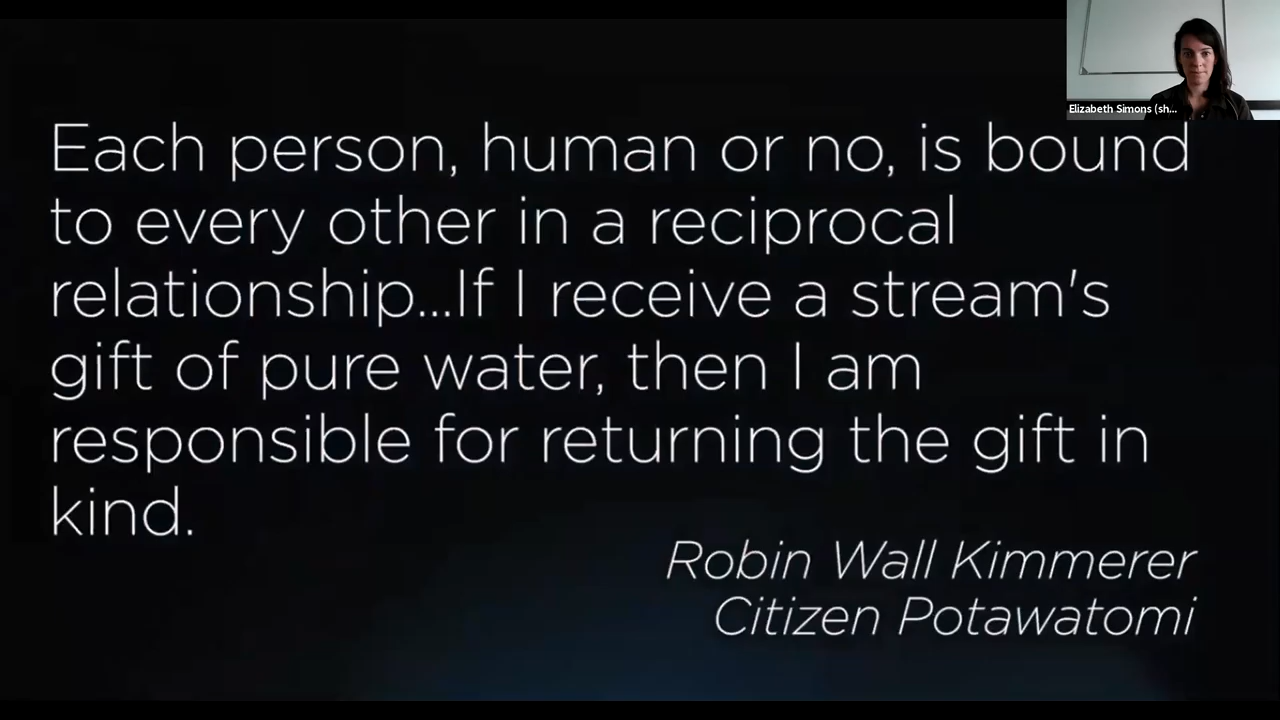 Elizabeth Simons (sh...
Each person, human or no, is bound
to every other in a reciprocal
relationship...If I receive a stream's
gift of pure water, then I am
responsible for returning the gift in
kind.
Robin Wall Kimmerer
Citizen Potawatomi